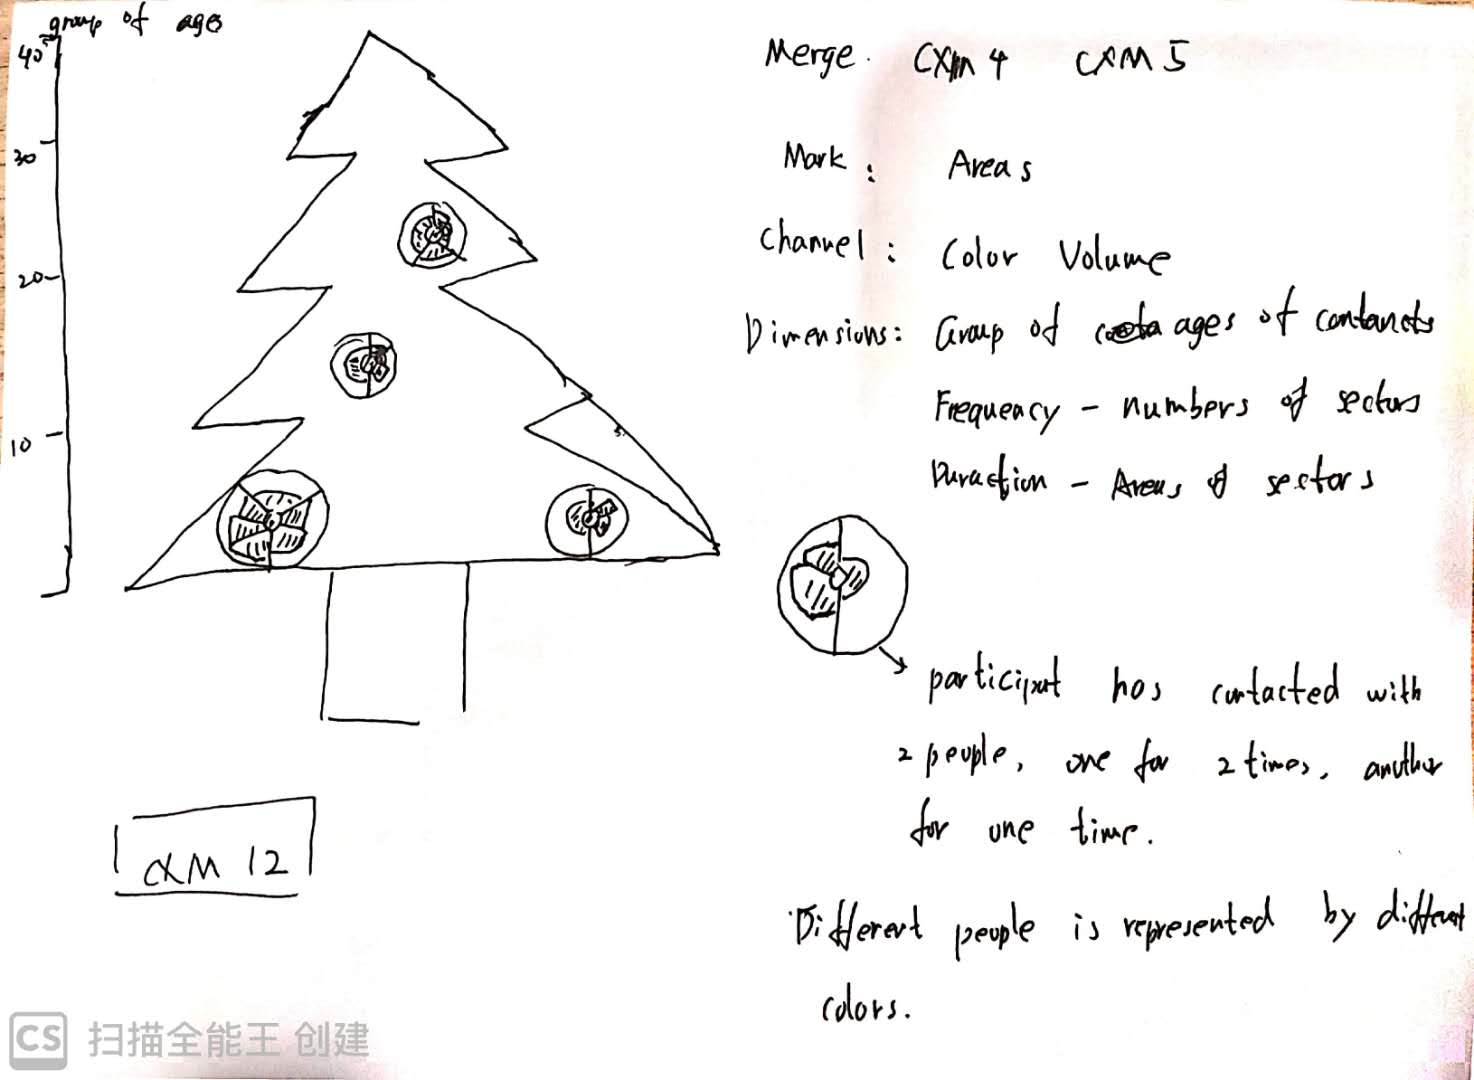 group of age
40
30
20
10
CXM 12
Merge. CXM 4 CXM 5
Mark : Areas
Channel : Color Volume
Dimensions : Group of ages of contancts
Frequency - numbers of sectors
Duraction - Areas of sectors
participant has contacted with
2 people, one for 2 times, another
for one time.
Different people is represented by different
colors.
CS 扫描全能王 创建